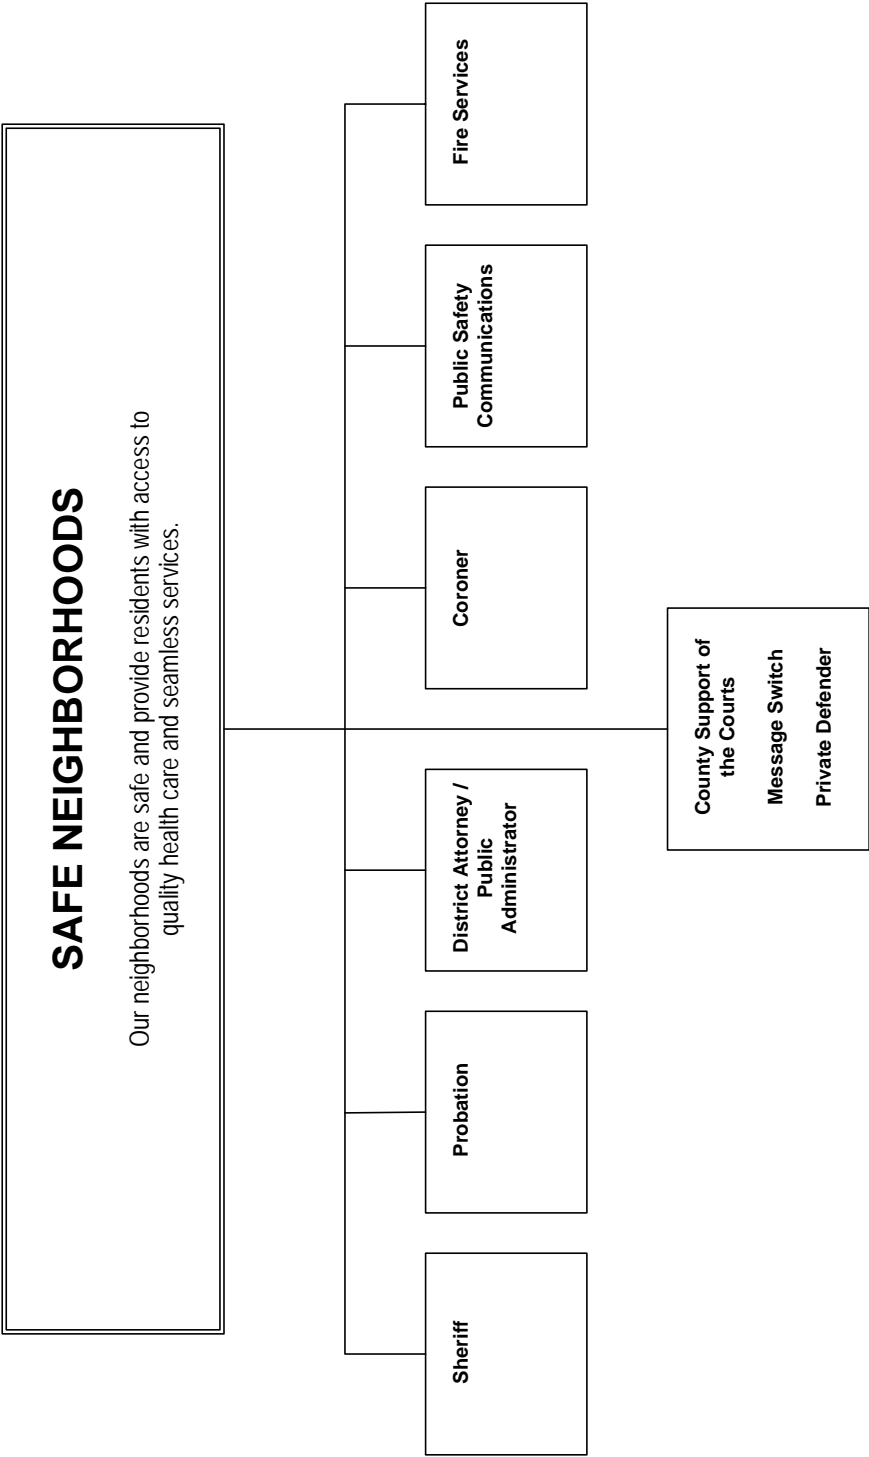 SAFE NEIGHBORHOODS
Our neighborhoods are safe and provide residents with access to
quality health care and seamless services.
Sheriff
Probation
District Attorney /
Public
Administrator
Coroner
Public Safety
Communications
Fire Services
County Support of
the Courts
Message Switch
Private Defender